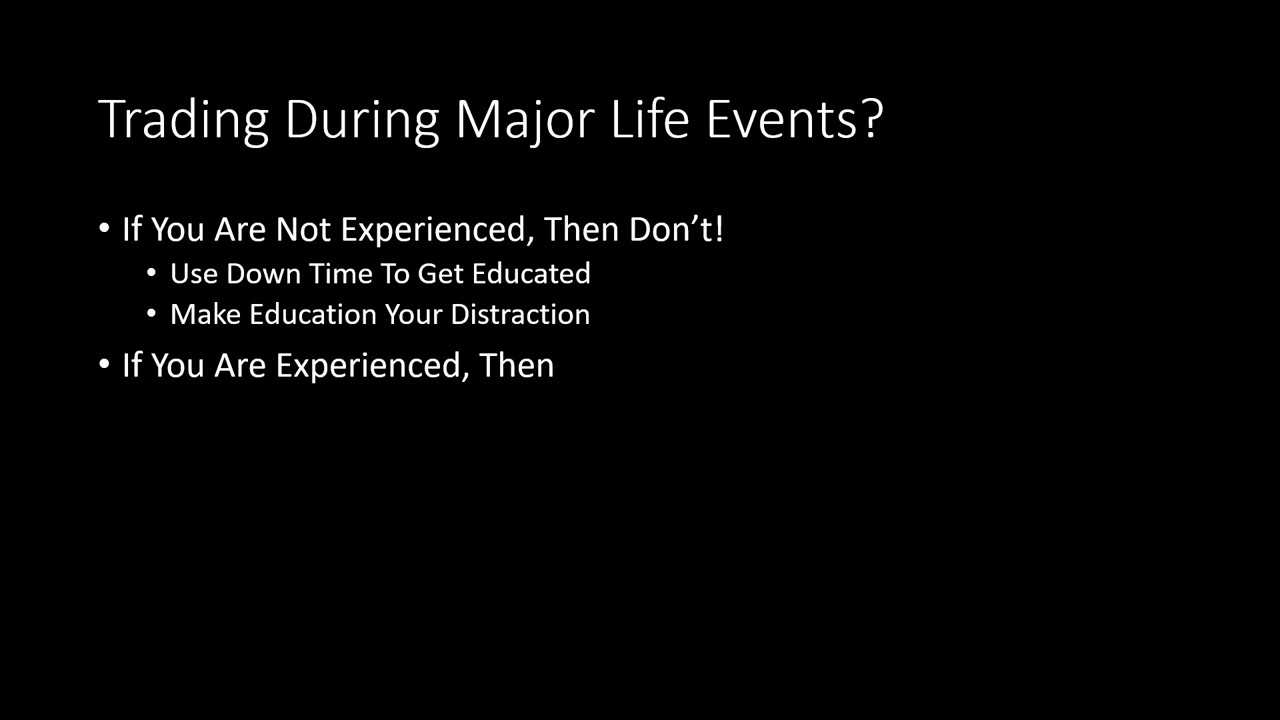 Trading During Major Life Events?
• If You Are Not Experienced, Then Don’t!
• Use Down Time To Get Educated
• Make Education Your Distraction
• If You Are Experienced, Then